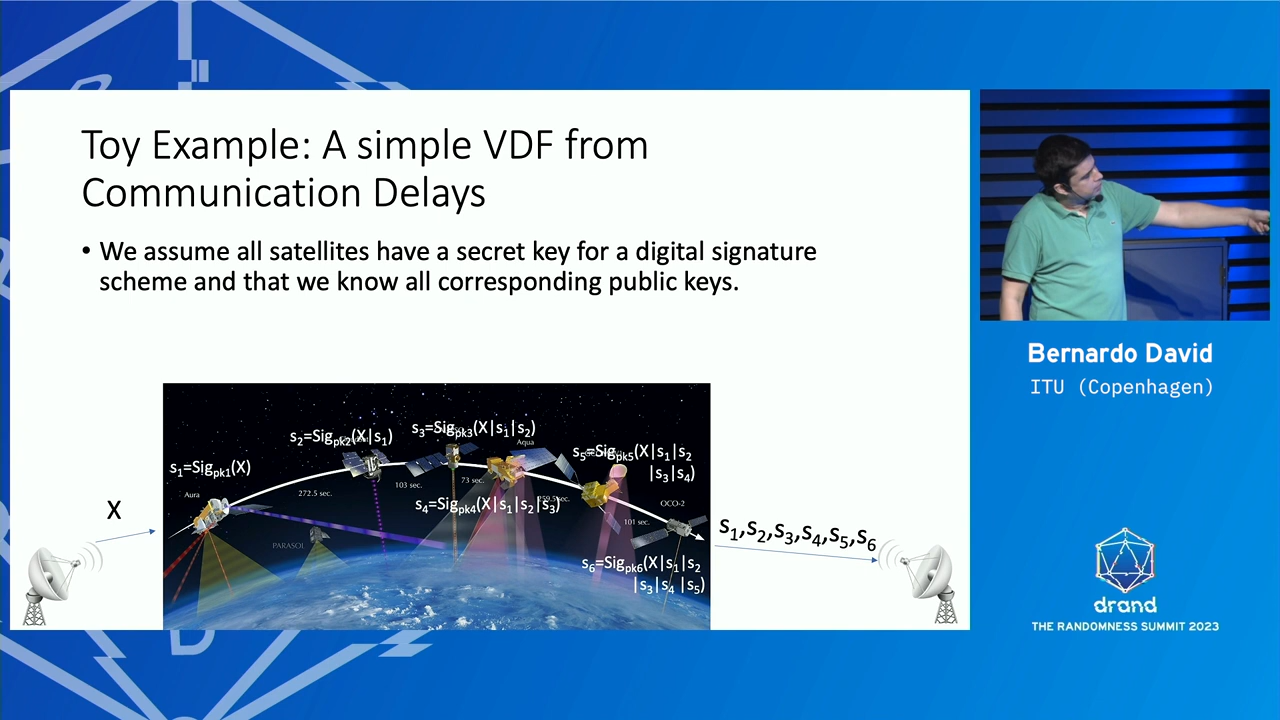 Toy Example: A simple VDF from
Communication Delays
• We assume all satellites have a secret key for a digital signature
scheme and that we know all corresponding public keys.
s1=Sigpk1(X)
s2=Sigpk2(X|s1)
s3=Sigpk3(X|s1|s2)
s4=Sigpk4(X|s1|s2|s3)
s5=Sigpk5(X|s1|s2
|s3|s4)
s6=Sigpk6(X|s1|s2
|s3|s4|s5)
Aura
272.5 sec.
PARASOL
103 sec.
73 sec.
Aqua
OCO-2
101 sec.
X
s1,s2,s3,s4,s5,s6
Bernardo David
ITU (Copenhagen)
drand
THE RANDOMNESS SUMMIT 2023